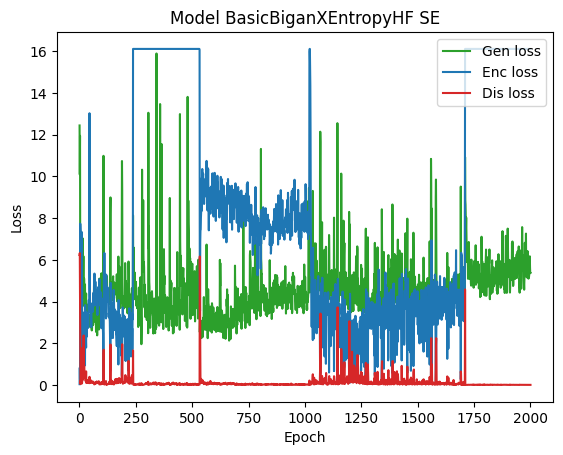 Model BasicBiganXEntropyHF SE
Gen loss
Enc loss
Dis loss
Loss
16
14
12
10
8
6
4
2
0
0 250 500 750 1000 1250 1500 1750 2000
Epoch